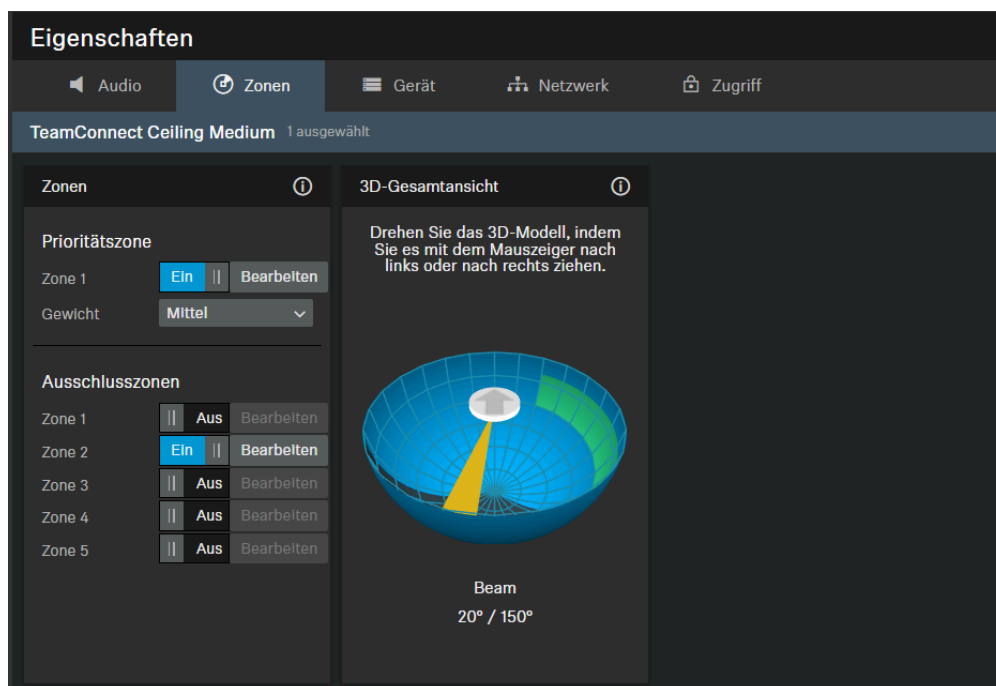 Eigenschaften
Audio Zonen Gerät Netzwerk Zugriff
TeamConnect Ceiling Medium 1 ausgewählt
Zonen
Prioritätszone
Zone 1 Ein Bearbeiten
Gewicht Mittel
Ausschlusszonen
Zone 1 Aus Bearbeiten
Zone 2 Ein Bearbeiten
Zone 3 Aus Bearbeiten
Zone 4 Aus Bearbeiten
Zone 5 Aus Bearbeiten
3D-Gesamtansicht
Drehen Sie das 3D-Modell, indem
Sie es mit dem Mauszeiger nach
links oder nach rechts ziehen.
Beam
20° / 150°